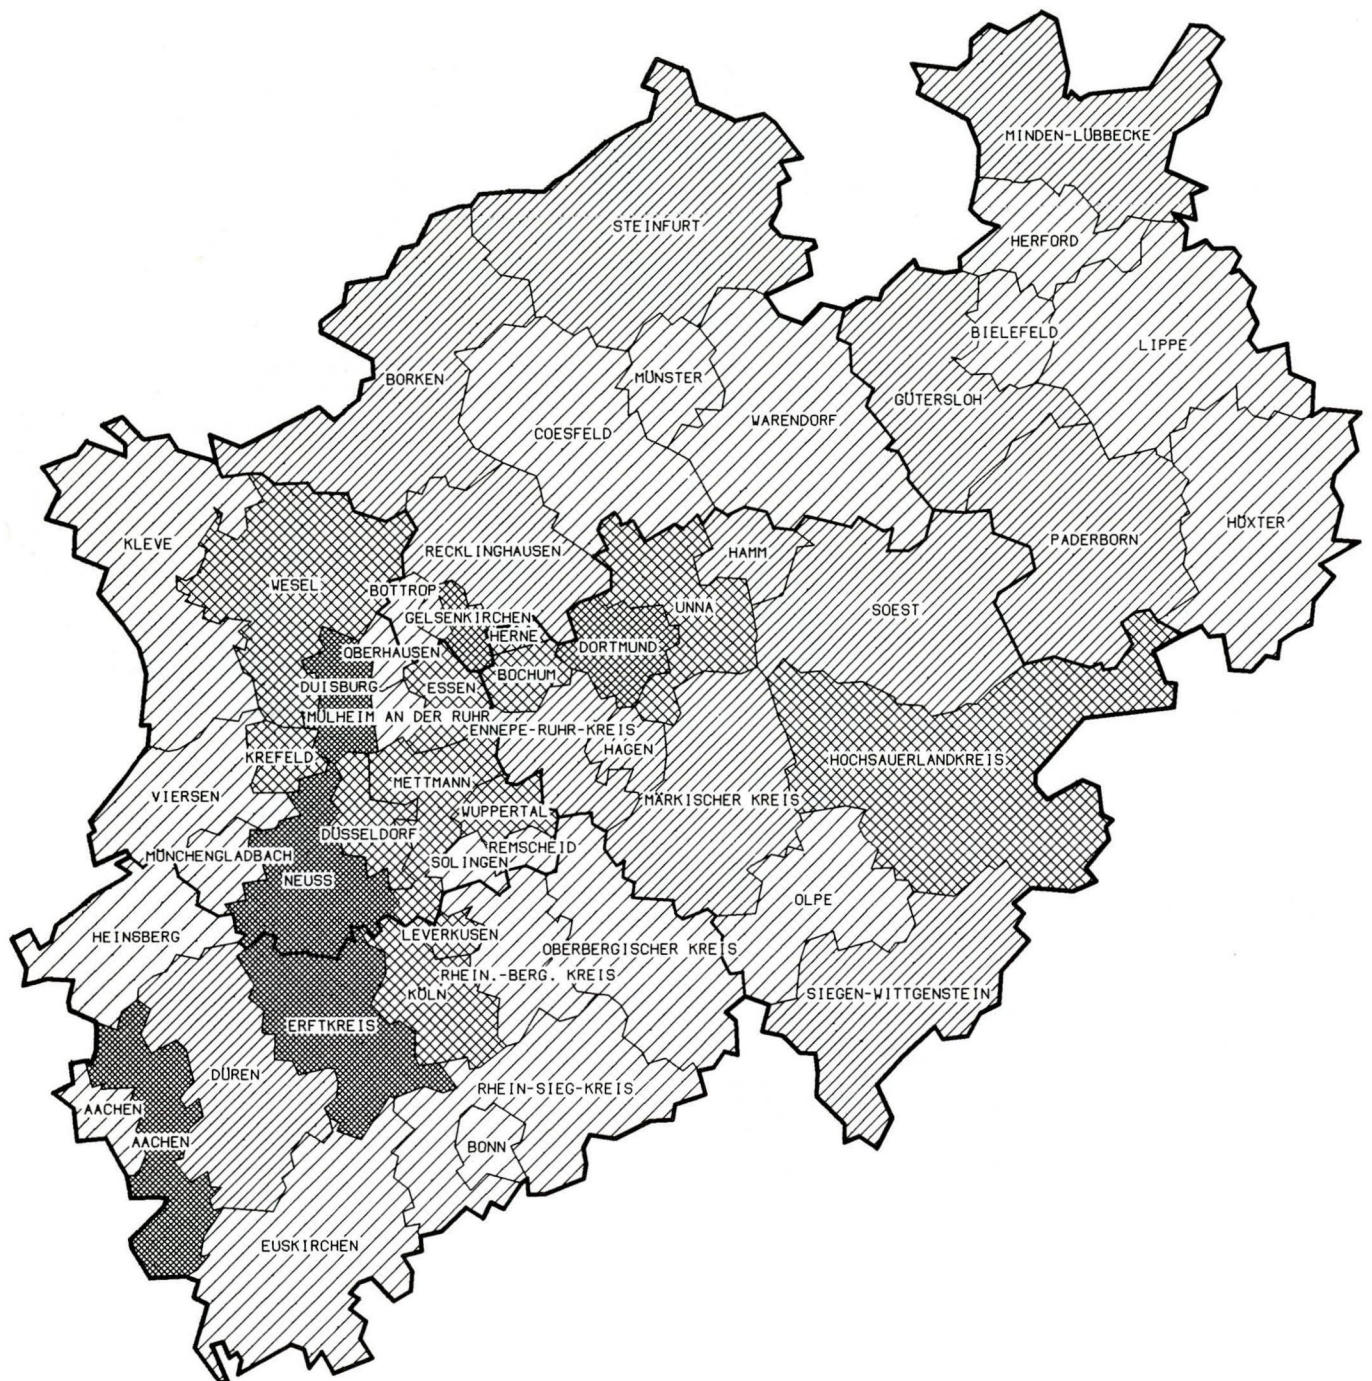 MINDEN-LÜBBECKE
STEINFURT
HERFORD
BIELEFELD
LIPPE
BORKEN
MÜNSTER
GÜTERSLOH
WARENDORF
COESFELD
HÖXTER
KLEVE
RECKLINGHAUSEN
HAMM
PADERBORN
WESEL
BOTTROP
UNNA
SOEST
GELSENKIRCHEN
HERNE
OBERHAUSEN
DORTMUND
BOCHUM
DUISBURG
ESSEN
MÜLHEIM AN DER RUHR
ENNEPE-RUHR-KREIS
HAGEN
KREFELD
HOCHSAUERLANDKREIS
METTMANN
VIERSEN
MÄRKISCHER KREIS
WUPPERTAL
DÜSSELDORF
REMSCHEID
MÜNCHENGLADBACH
SOLINGEN
NEUSS
OLPE
HEINSBERG
LEVERKUSEN
OBERBERGISCHER KREIS
RHEIN.-BERG. KREIS
KÖLN
SIEGEN-WITTGENSTEIN
ERFTKREIS
DÜREN
RHEIN-SIEG-KREIS
AACHEN
AACHEN
BONN
EUSKIRCHEN